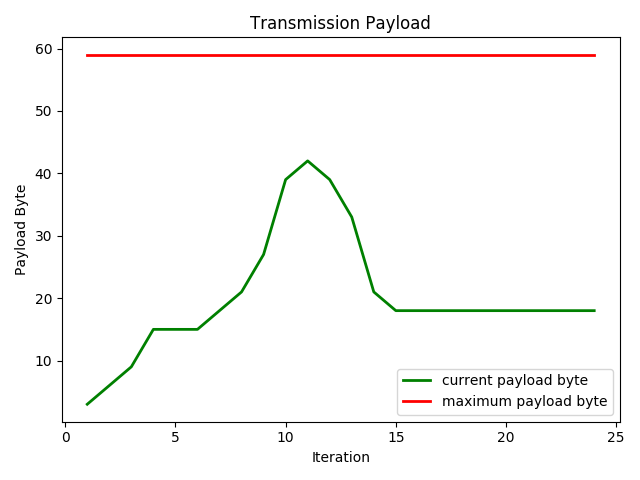 Transmission Payload
60
50
40
30
20
10
Payload Byte
0 5 10 15 20 25
Iteration
current payload byte
maximum payload byte